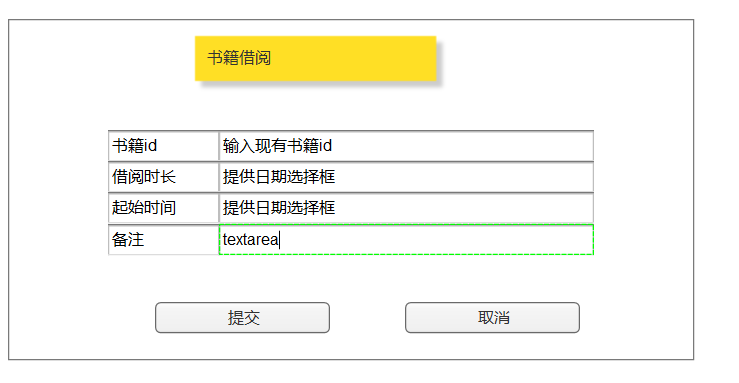 书籍借阅
书籍id 输入现有书籍id
借阅时长 提供日期选择框
起始时间 提供日期选择框
备注 textarea
提交 取消